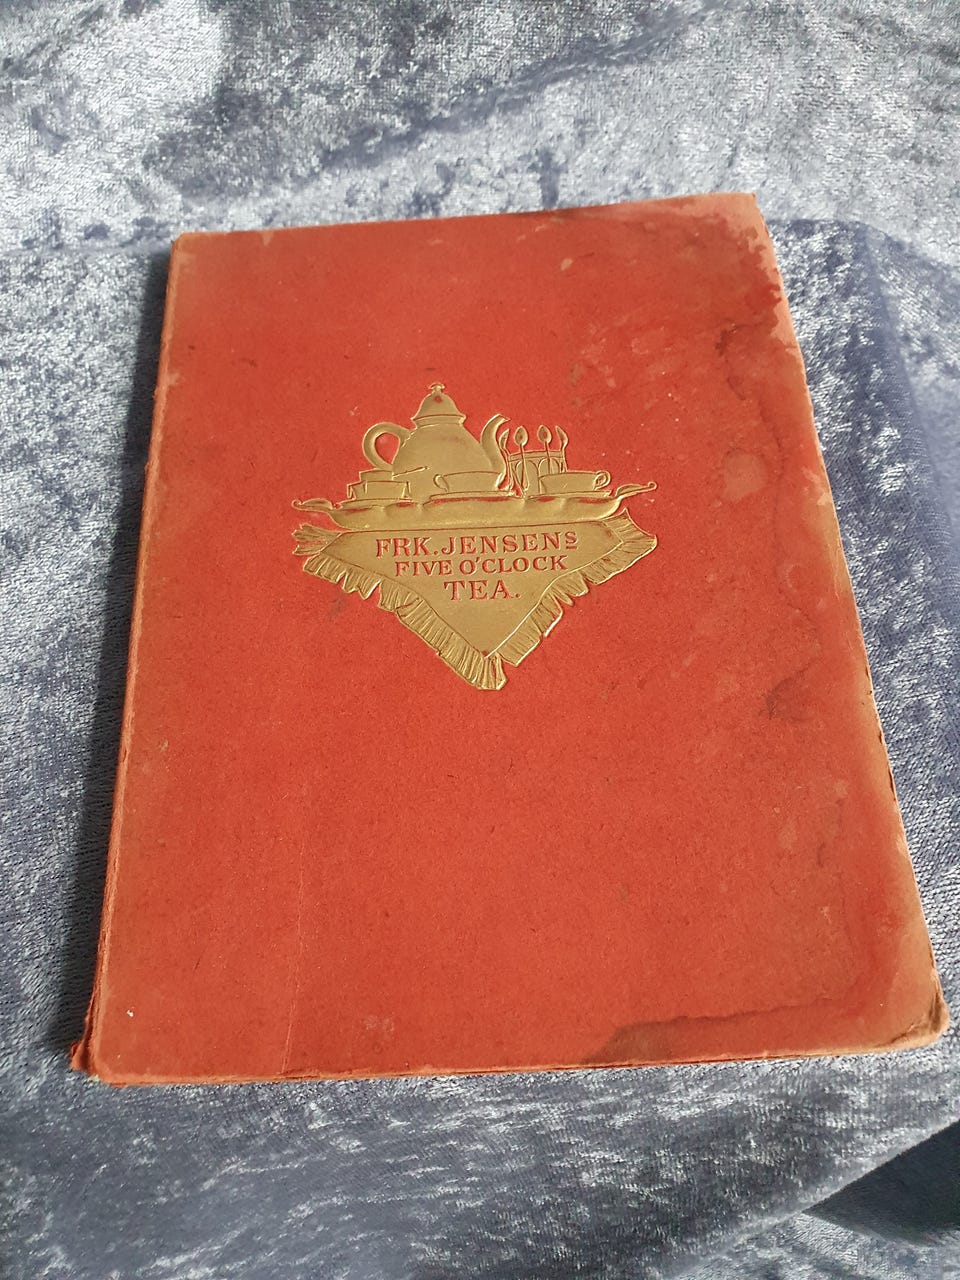 FRK. JENSENS
FIVE O'CLOCK
TEA.